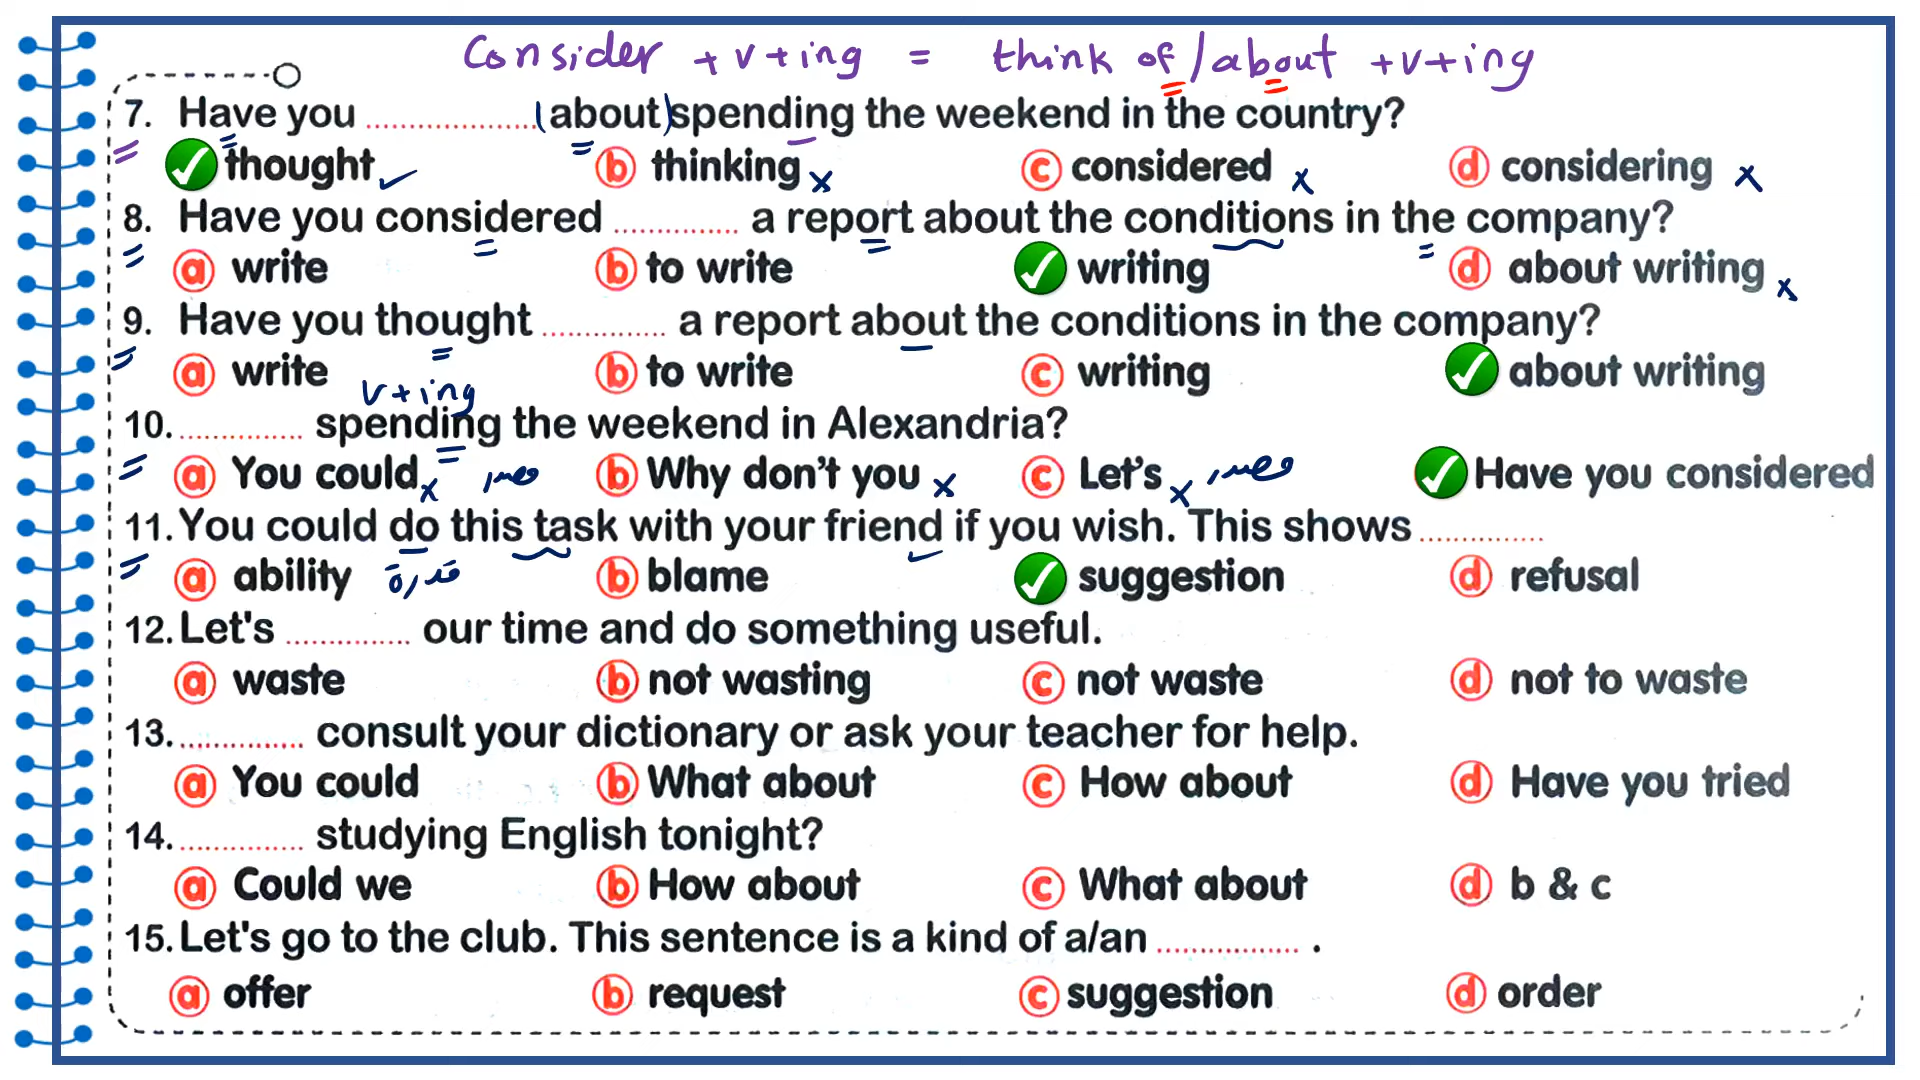 Consider + v + ing = think of / about + v + ing
7. Have you .................. (about) spending the weekend in the country?
thought ⓑ thinking x ⓒ considered x ⓓ considering x
8. Have you considered ............... a report about the conditions in the company?
ⓐ write ⓑ to write writing ⓓ about writing x
9. Have you thought ............... a report about the conditions in the company?
ⓐ write ⓑ to write ⓒ writing about writing
v + ing
10. ............... spending the weekend in Alexandria?
ⓐ You could x مصدر ⓑ Why don't you x ⓒ Let's x مصدر Have you considered
11. You could do this task with your friend if you wish. This shows ...............
ⓐ ability قدرة ⓑ blame suggestion ⓓ refusal
12. Let's ............... our time and do something useful.
ⓐ waste ⓑ not wasting ⓒ not waste ⓓ not to waste
13. ............... consult your dictionary or ask your teacher for help.
ⓐ You could ⓑ What about ⓒ How about ⓓ Have you tried
14. ............... studying English tonight?
ⓐ Could we ⓑ How about ⓒ What about ⓓ b & c
15. Let's go to the club. This sentence is a kind of a/an ................. .
ⓐ offer ⓑ request ⓒ suggestion ⓓ order